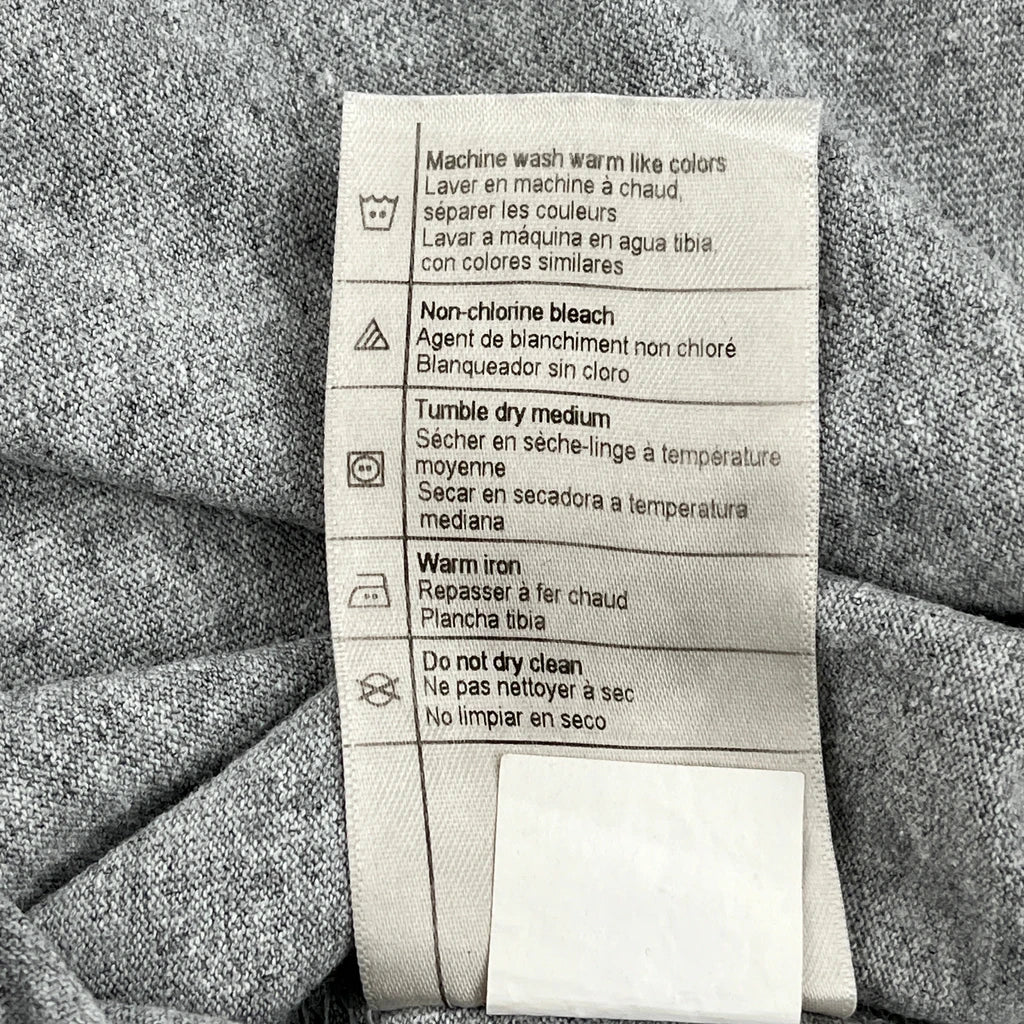 Machine wash warm like colors
Laver en machine à chaud,
séparer les couleurs
Lavar a máquina en agua tibia,
con colores similares
Non-chlorine bleach
Agent de blanchiment non chloré
Blanqueador sin cloro
Tumble dry medium
Sécher en sèche-linge à température
moyenne
Secar en secadora a temperatura
mediana
Warm iron
Repasser à fer chaud
Plancha tibia
Do not dry clean
Ne pas nettoyer à sec
No limpiar en seco